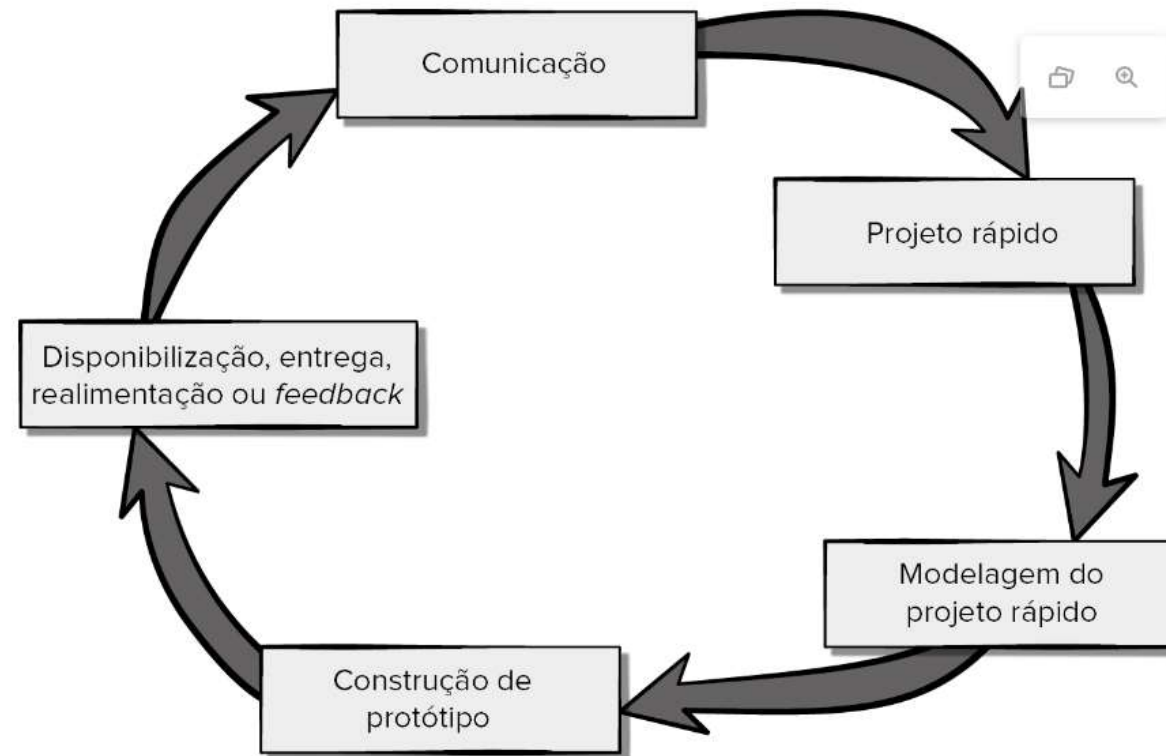 Comunicação
Projeto rápido
Modelagem do
projeto rápido
Construção de
protótipo
Disponibilização, entrega,
realimentação ou feedback